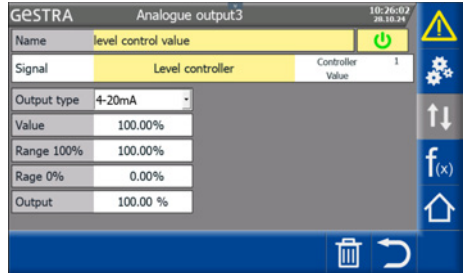 GESTRA Analogue output3 10:26:02
28.10.24
Name level control value
Signal Level controller Controller Value 1
Output type 4-20mA
Value 100.00%
Range 100% 100.00%
Rage 0% 0.00%
Output 100.00 %
f(x)